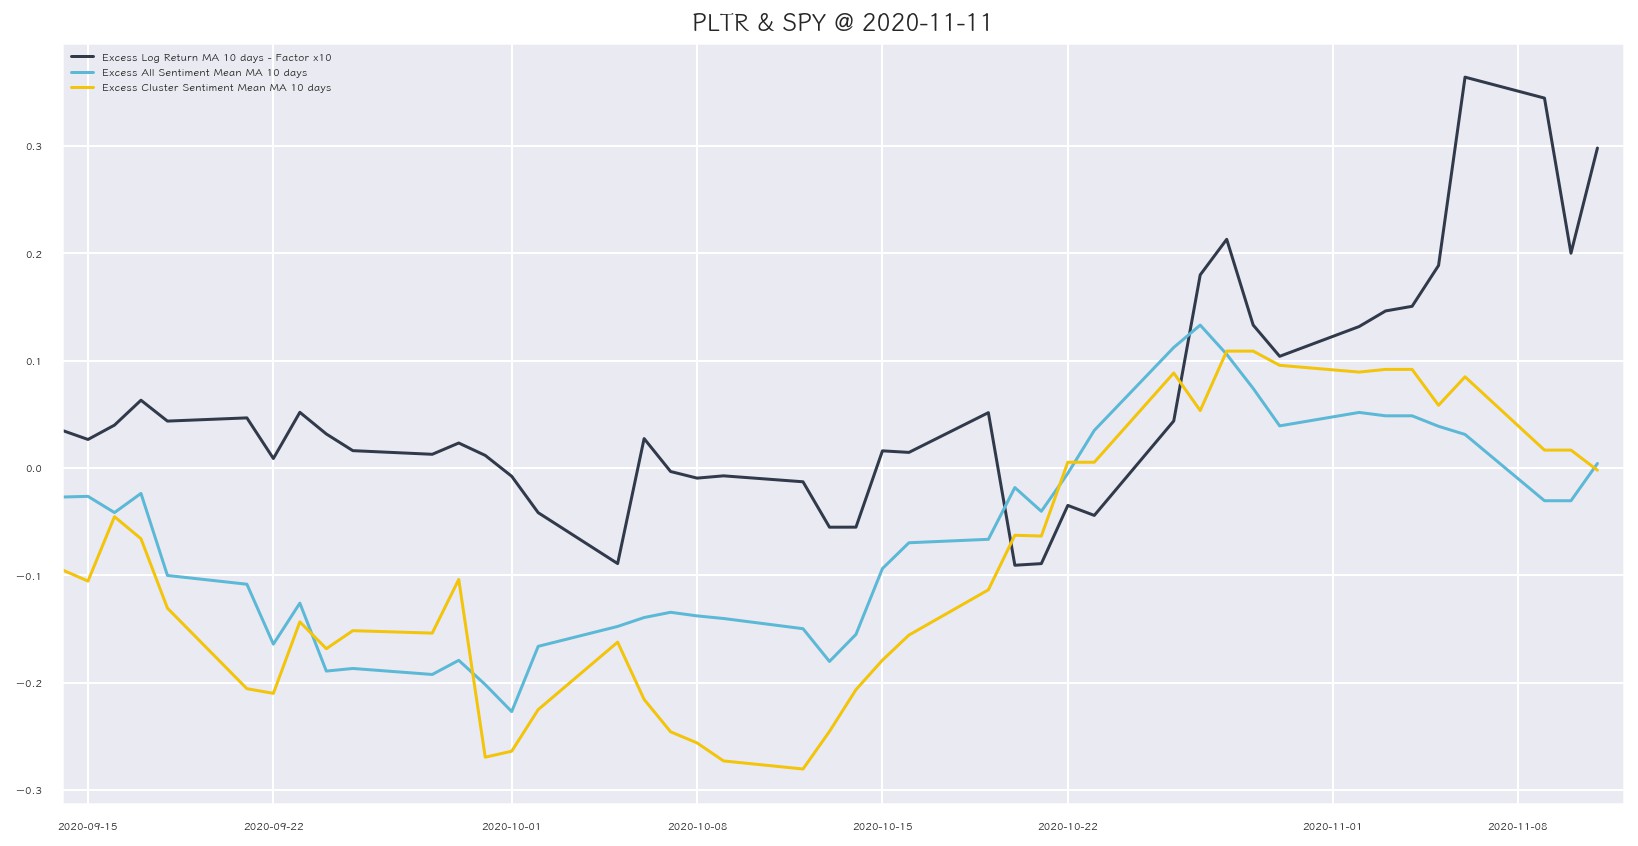 PLTR & SPY @ 2020-11-11
Excess Log Return MA 10 days - Factor x10
Excess All Sentiment Mean MA 10 days
Excess Cluster Sentiment Mean MA 10 days
0.3
0.2
0.1
0.0
−0.1
−0.2
−0.3
2020-09-15 2020-09-22 2020-10-01 2020-10-08 2020-10-15 2020-10-22 2020-11-01 2020-11-08